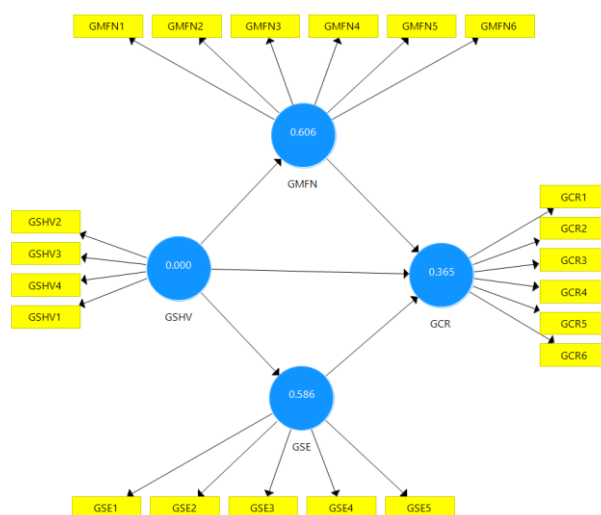 GMFN1
GMFN2
GMFN3
GMFN4
GMFN5
GMFN6
0.606
GMFN
GSHV2
GSHV3
GSHV4
GSHV1
0.000
GSHV
GCR1
GCR2
GCR3
GCR4
GCR5
GCR6
0.365
GCR
0.586
GSE
GSE1
GSE2
GSE3
GSE4
GSE5